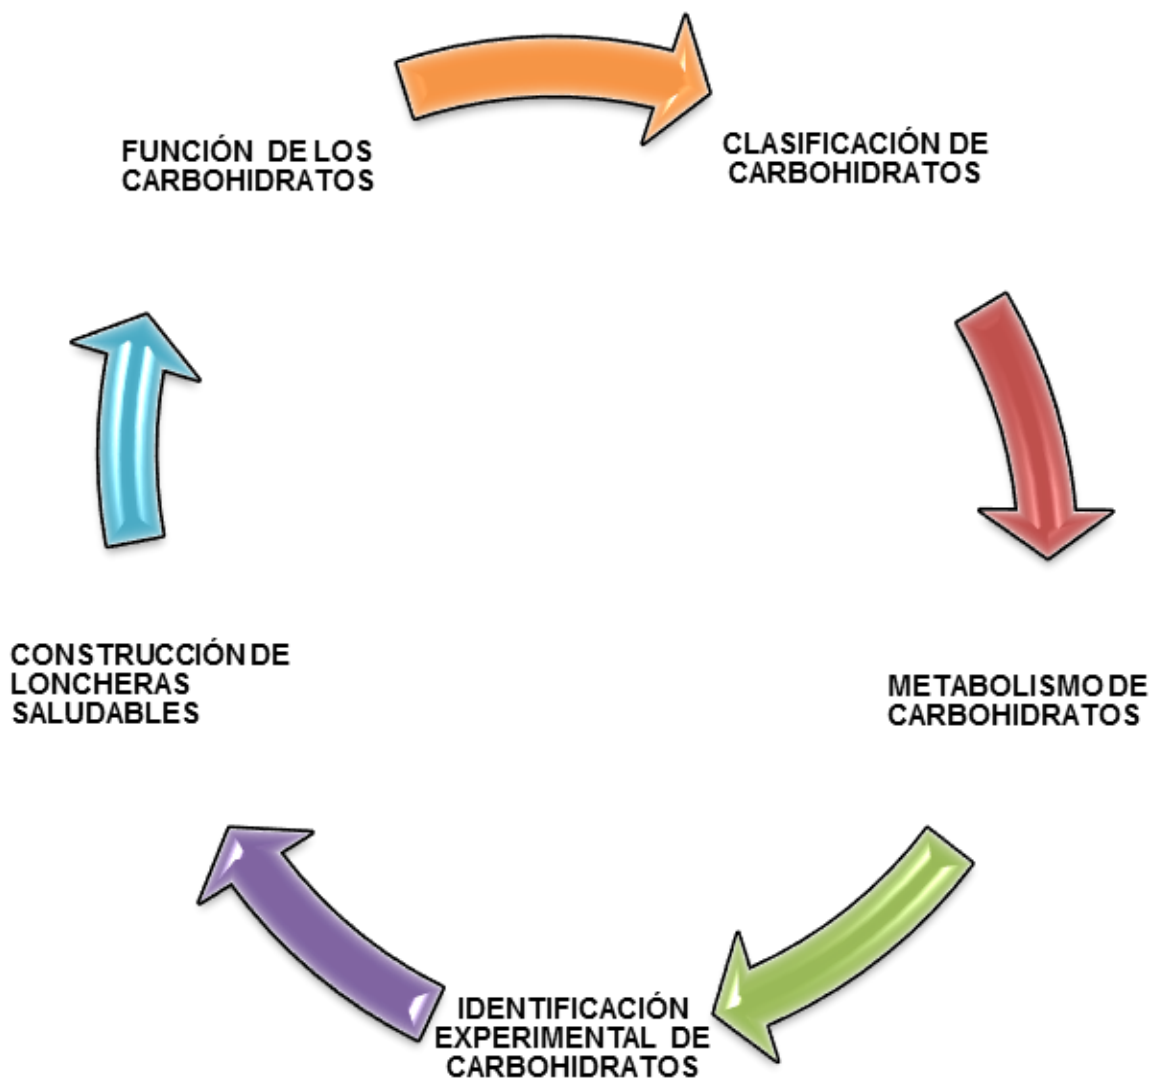 FUNCIÓN DE LOS
CARBOHIDRATOS
CLASIFICACIÓN DE
CARBOHIDRATOS
METABOLISMO DE
CARBOHIDRATOS
IDENTIFICACIÓN
EXPERIMENTAL DE
CARBOHIDRATOS
CONSTRUCCIÓN DE
LONCHERAS
SALUDABLES